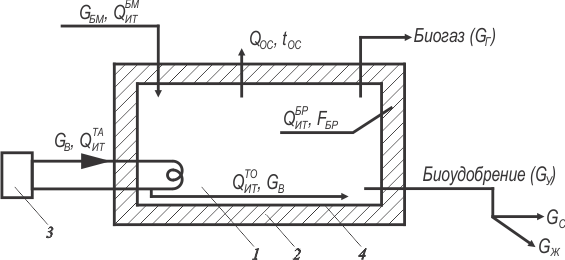 G_БМ, Q_ИТ^БМ
Q_ОС, t_ОС
Биогаз (G_Г)
Q_ИТ^БР, F_БР
G_В, Q_ИТ^ТА
Q_ИТ^ТО, G_В
Биоудобрение (G_У)
G_С
G_Ж
3
1
2
4